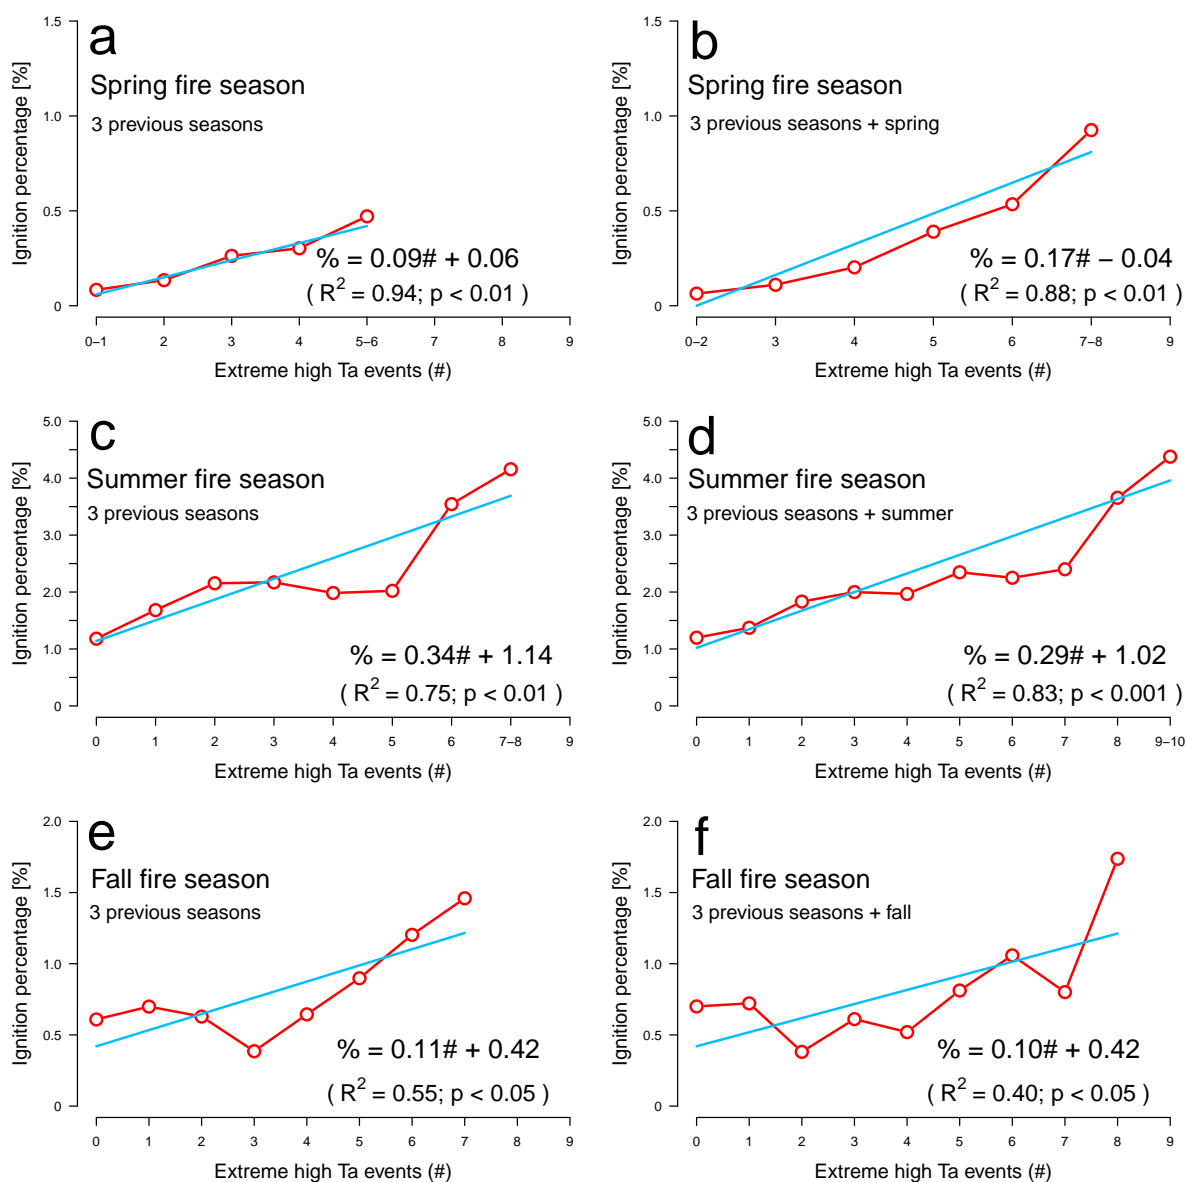 a
Spring fire season
3 previous seasons
Ignition percentage [%]
1.5
1.0
0.5
0
% = 0.09# + 0.06
( R² = 0.94; p < 0.01 )
0–1 2 3 4 5–6 7 8 9
Extreme high Ta events (#)
b
Spring fire season
3 previous seasons + spring
Ignition percentage [%]
1.5
1.0
0.5
0
% = 0.17# − 0.04
( R² = 0.88; p < 0.01 )
0–2 3 4 5 6 7–8 9
Extreme high Ta events (#)
c
Summer fire season
3 previous seasons
Ignition percentage [%]
5.0
4.0
3.0
2.0
1.0
0
% = 0.34# + 1.14
( R² = 0.75; p < 0.01 )
0 1 2 3 4 5 6 7–8 9
Extreme high Ta events (#)
d
Summer fire season
3 previous seasons + summer
Ignition percentage [%]
5.0
4.0
3.0
2.0
1.0
0
% = 0.29# + 1.02
( R² = 0.83; p < 0.001 )
0 1 2 3 4 5 6 7 8 9–10
Extreme high Ta events (#)
e
Fall fire season
3 previous seasons
Ignition percentage [%]
2.0
1.5
1.0
0.5
0
% = 0.11# + 0.42
( R² = 0.55; p < 0.05 )
0 1 2 3 4 5 6 7 9
Extreme high Ta events (#)
f
Fall fire season
3 previous seasons + fall
Ignition percentage [%]
2.0
1.5
1.0
0.5
0
% = 0.10# + 0.42
( R² = 0.40; p < 0.05 )
0 1 2 3 4 5 6 7 8 9
Extreme high Ta events (#)